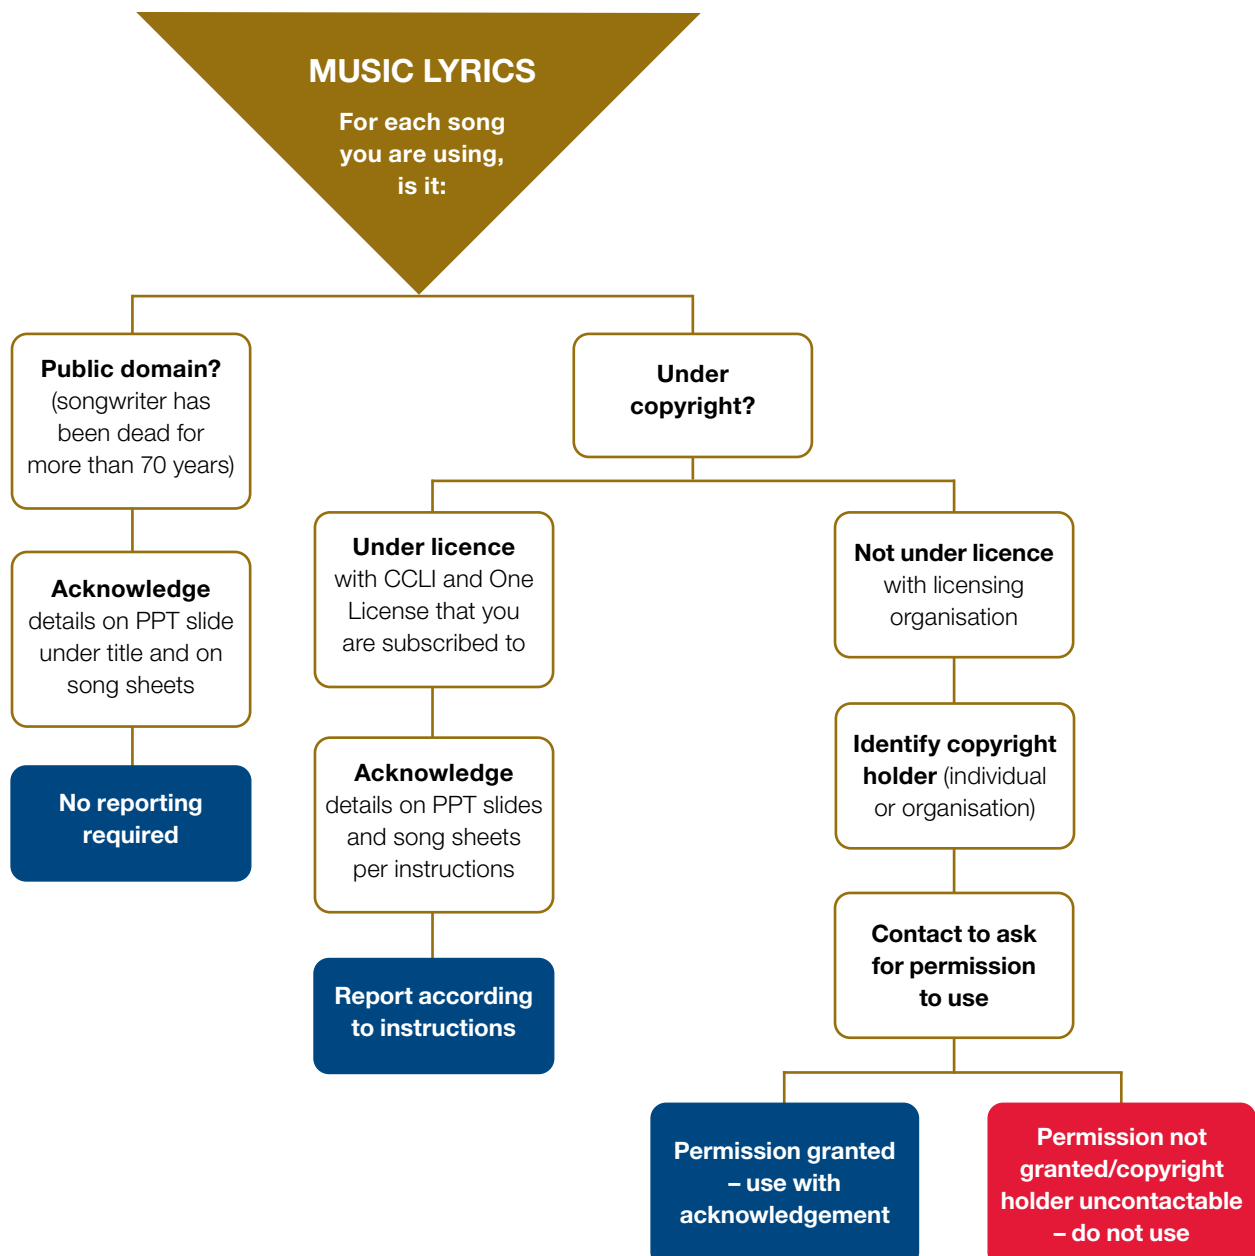 MUSIC LYRICS
For each song
you are using,
is it:
Public domain?
(songwriter has
been dead for
more than 70 years)
Acknowledge
details on PPT slide
under title and on
song sheets
No reporting
required
Under
copyright?
Under licence
with CCLI and One
License that you
are subscribed to
Acknowledge
details on PPT slides
and song sheets
per instructions
Report according
to instructions
Not under licence
with licensing
organisation
Identify copyright
holder (individual
or organisation)
Contact to ask
for permission
to use
Permission granted
– use with
acknowledgement
Permission not
granted/copyright
holder uncontactable
– do not use